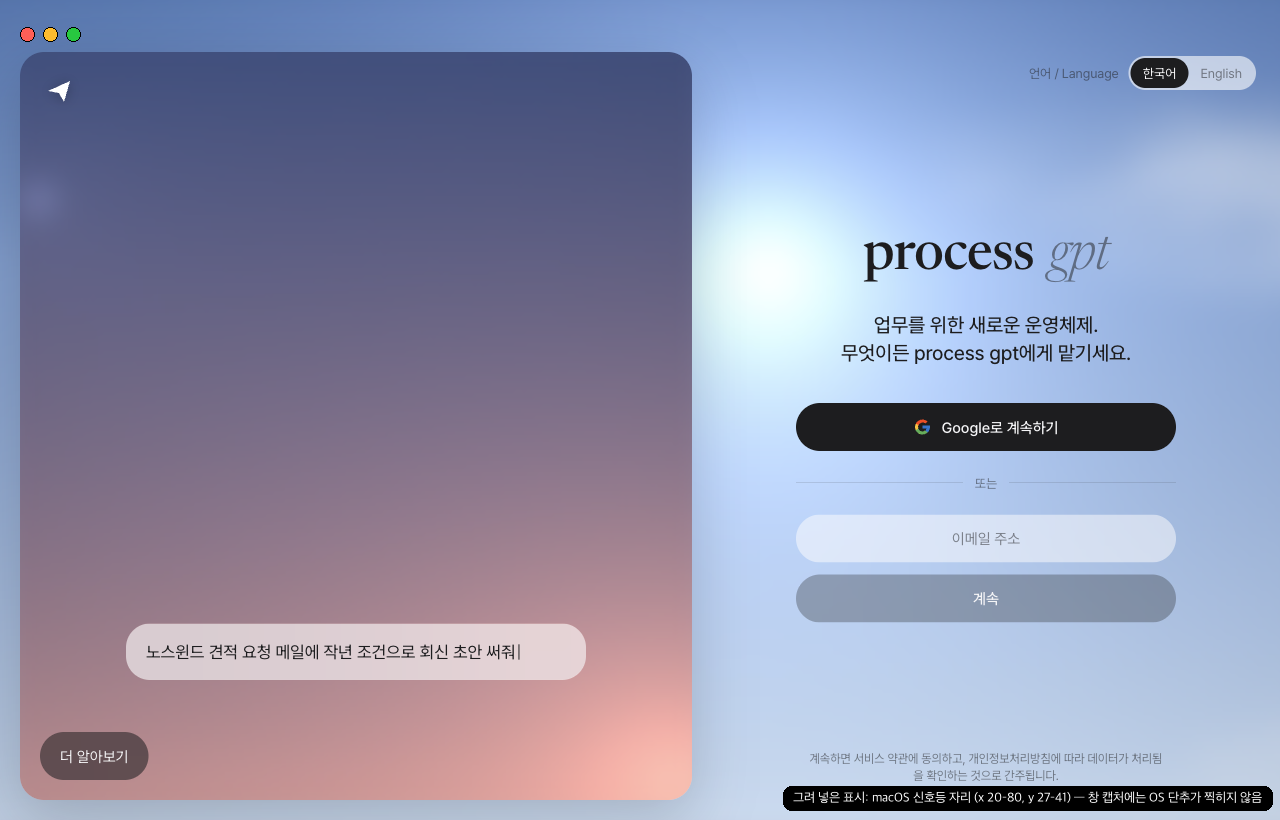 언어 / Language
한국어
English
process gpt
업무를 위한 새로운 운영체제.
무엇이든 process gpt에게 맡기세요.
Google로 계속하기
또는
이메일 주소
계속
노스윈드 견적 요청 메일에 작년 조건으로 회신 초안 써줘
더 알아보기
계속하면 서비스 약관에 동의하고, 개인정보처리방침에 따라 데이터가 처리됨
을 확인하는 것으로 간주됩니다.
그려 넣은 표시: macOS 신호등 자리 (x 20-80, y 27-41) — 창 캡처에는 OS 단추가 찍히지 않음